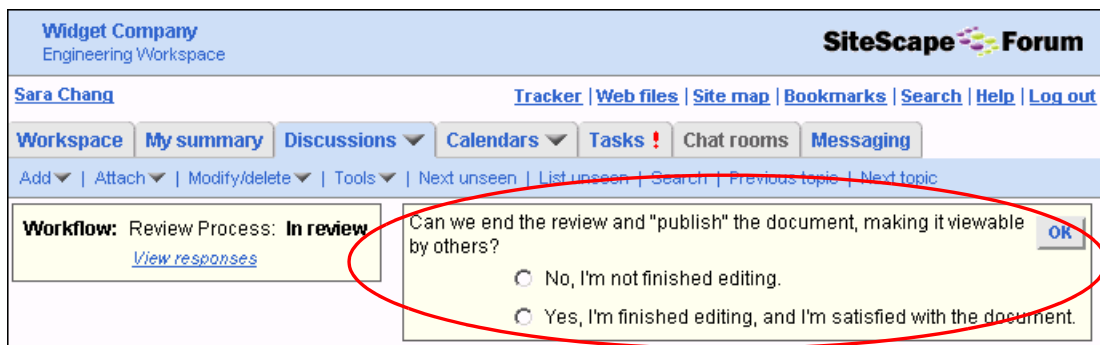 Widget Company
Engineering Workspace
SiteScape Forum
Sara Chang
Tracker | Web files | Site map | Bookmarks | Search | Help | Log out
Workspace My summary Discussions Calendars Tasks ! Chat rooms Messaging
Add | Attach | Modify/delete | Tools | Next unseen | List unseen | Search | Previous topic | Next topic
Workflow: Review Process: In review
View responses
Can we end the review and "publish" the document, making it viewable
by others?
OK
No, I'm not finished editing.
Yes, I'm finished editing, and I'm satisfied with the document.